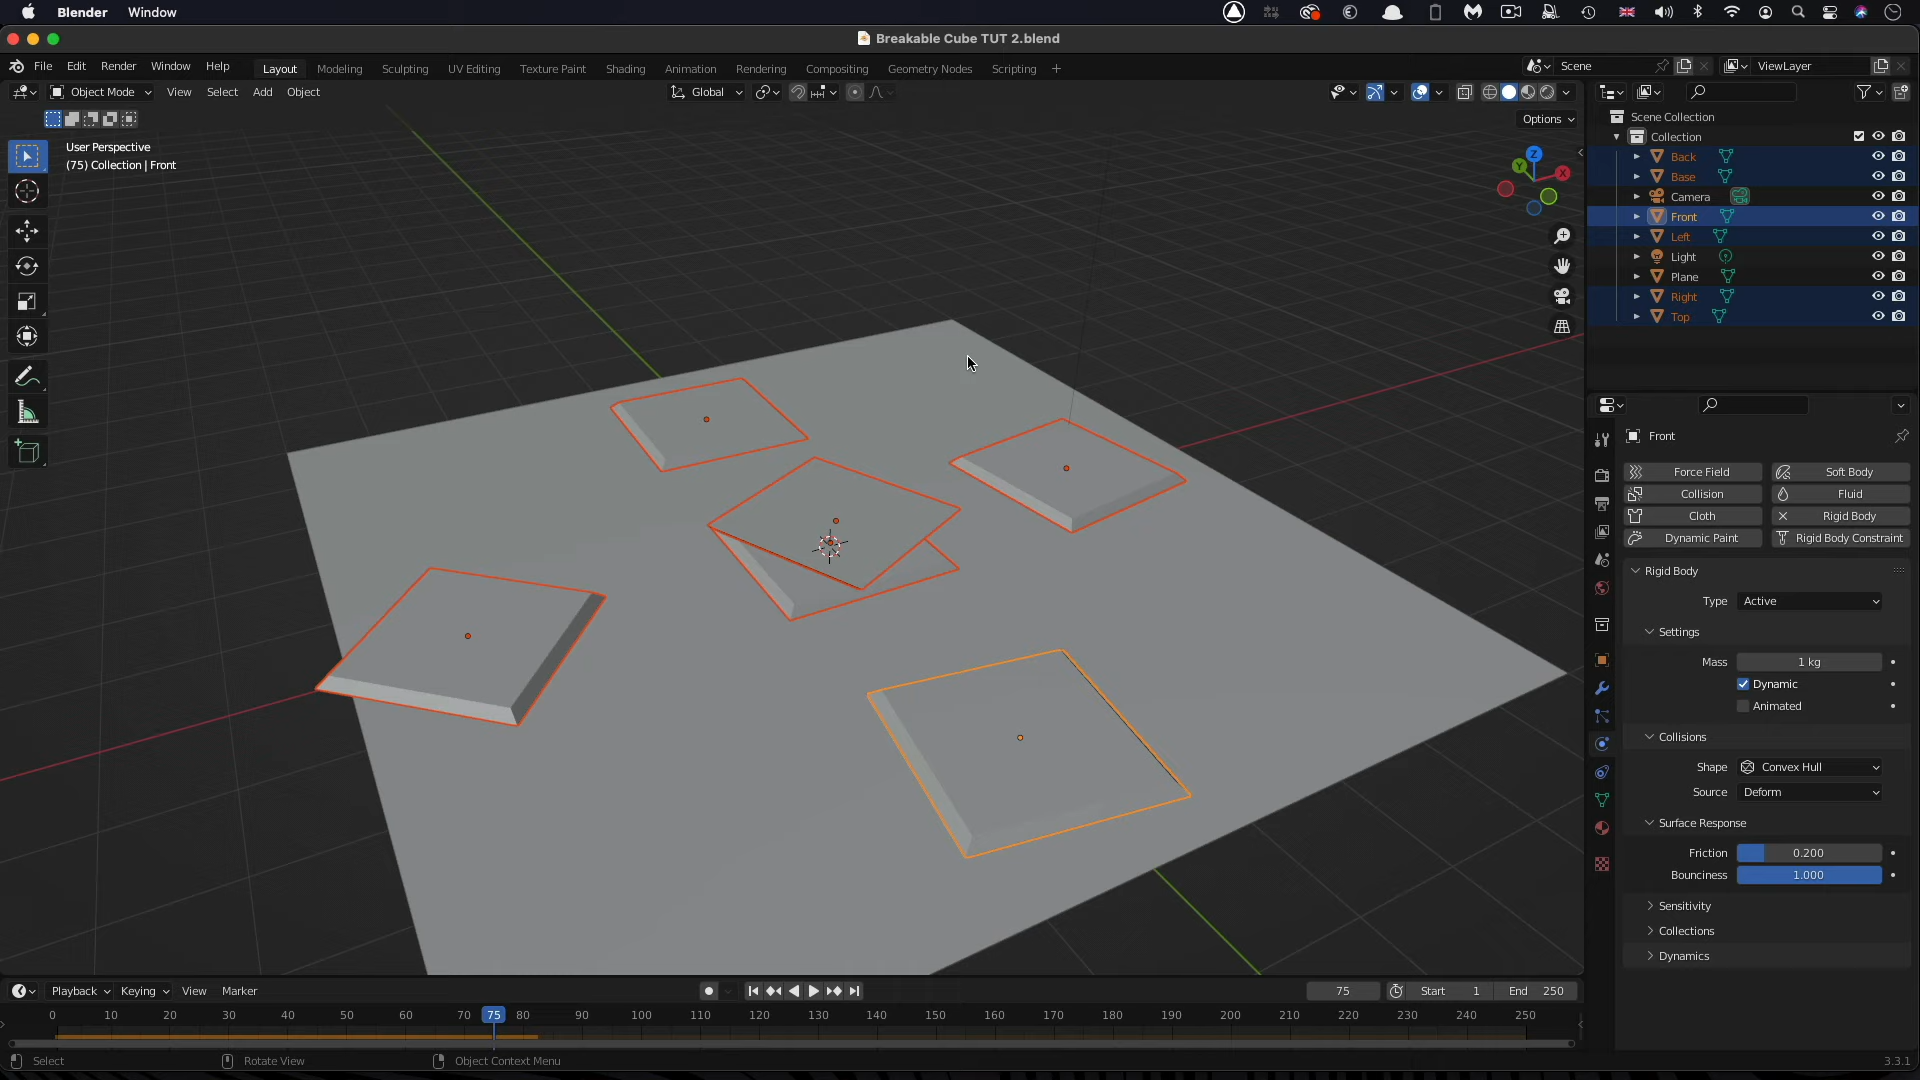 Blender Window
Breakable Cube TUT 2.blend
File Edit Render Window Help Layout Modeling Sculpting UV Editing Texture Paint Shading Animation Rendering Compositing Geometry Nodes Scripting + Scene ViewLayer
Object Mode View Select Add Object Global
Options
User Perspective
(75) Collection | Front
Z
Y
X
Scene Collection
Collection
Back
Base
Camera
Front
Left
Light
Plane
Right
Top
Front
Force Field Soft Body
Collision Fluid
Cloth Rigid Body
Dynamic Paint Rigid Body Constraint
Rigid Body
Type Active
Settings
Mass 1 kg
Dynamic
Animated
Collisions
Shape Convex Hull
Source Deform
Surface Response
Friction 0.200
Bounciness 1.000
Sensitivity
Collections
Dynamics
Playback Keying View Marker 75 Start 1 End 250
0 10 20 30 40 50 60 70 75 80 90 100 110 120 130 140 150 160 170 180 190 200 210 220 230 240 250
Select Rotate View Object Context Menu 3.3.1